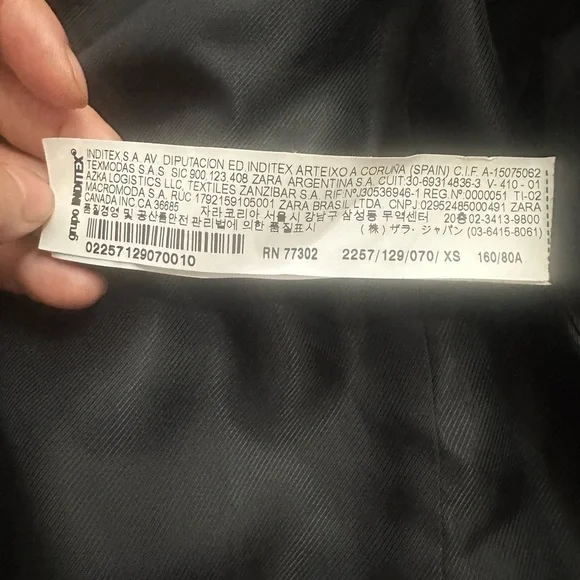 grupo INDITEX
INDITEX S.A. AV. DIPUTACION ED. INDITEX ARTEIXO A CORUÑA (SPAIN) C.I.F. A-15075062
TEXMODAS S.A.S SIC 900 123 408 ZARA ARGENTINA S.A. CUIT:30-69314836-3 V- 410 - 01
AZKA LOGISTICS LLC, TEXTILES ZANZIBAR S.A. RIF Nº J30536946-1 REG Nº 0000051 TI-02
MACROMODA S.A. RUC 1792159105001 ZARA BRASIL LTDA CNPJ 02952485000491 ZARA
CANADA INC CA 36685
품질경영 및 공산품안전 관리법에 의한 품질표시 자라코리아 서울시 강남구 삼성동 무역센터 20층 02-3413-9800
(株) ザラ・ジャパン (03-6415-8061)
02257129070010 RN 77302 2257/129/070/ XS 160/80A